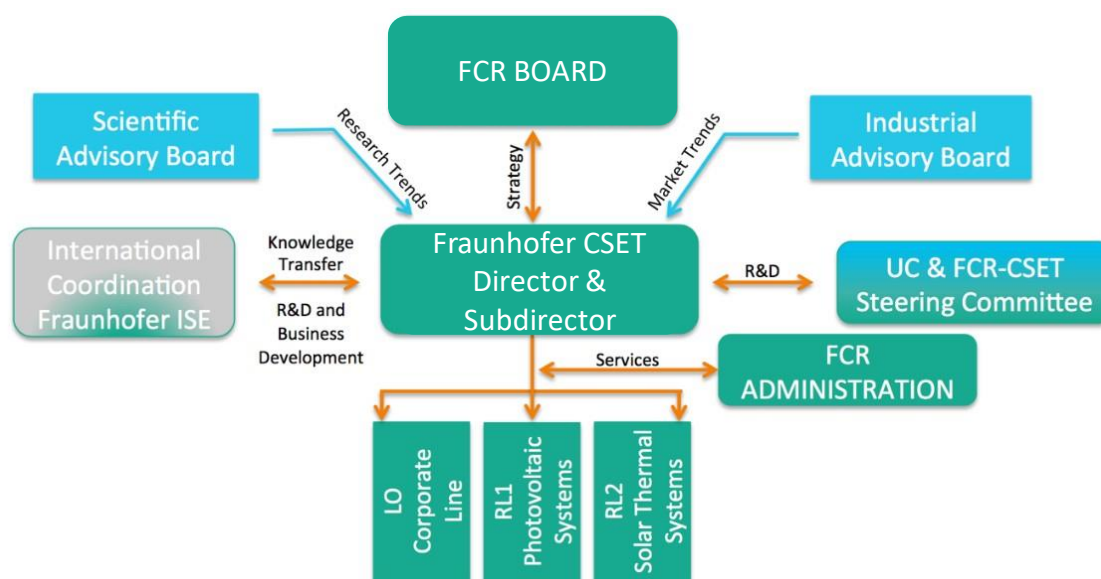 FCR BOARD
Scientific
Advisory Board
Research Trends
Strategy
Market Trends
Industrial
Advisory Board
International
Coordination
Fraunhofer ISE
Knowledge
Transfer
R&D and
Business
Development
Fraunhofer CSET
Director &
Subdirector
R&D
UC & FCR-CSET
Steering Committee
Services
FCR
ADMINISTRATION
LO
Corporate
Line
RL1
Photovoltaic
Systems
RL2
Solar Thermal
Systems